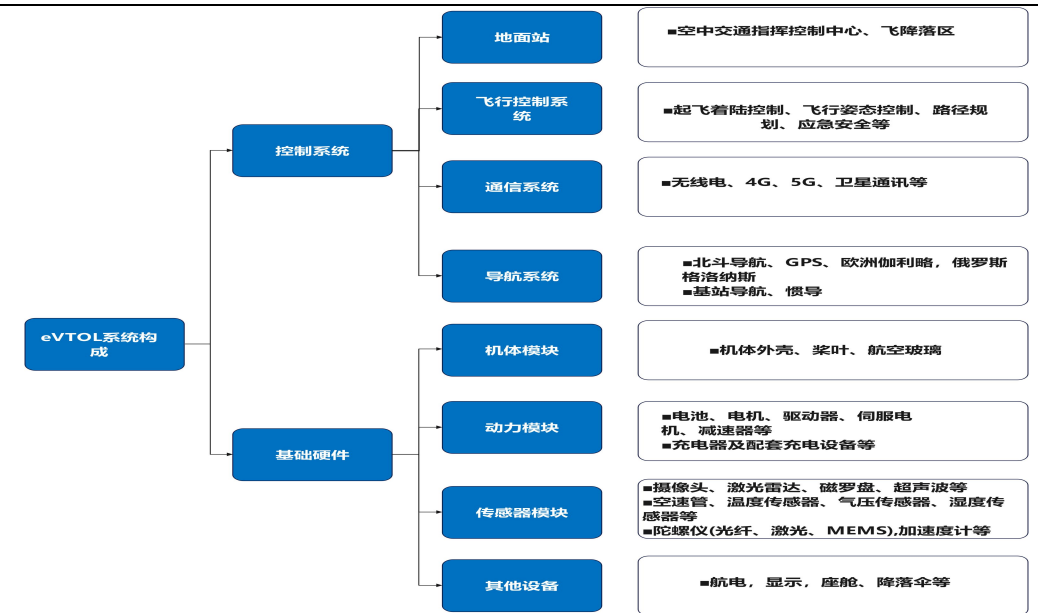 地面站
■空中交通指挥控制中心、飞降落区
飞行控制系
统
■起飞着陆控制、飞行姿态控制、路径规
划、应急安全等
控制系统
通信系统
■无线电、4G、5G、卫星通讯等
导航系统
■北斗导航、GPS、欧洲伽利略，俄罗斯
格洛纳斯
■基站导航、惯导
eVTOL系统构
成
机体模块
■机体外壳、桨叶、航空玻璃
动力模块
■电池、电机、驱动器、伺服电
机、减速器等
■充电器及配套充电设备等
基础硬件
传感器模块
■摄像头、激光雷达、磁罗盘、超声波等
■空速管、温度传感器、气压传感器、湿度传
感器等
■陀螺仪(光纤、激光、MEMS),加速度计等
其他设备
■航电，显示，座舱、降落伞等